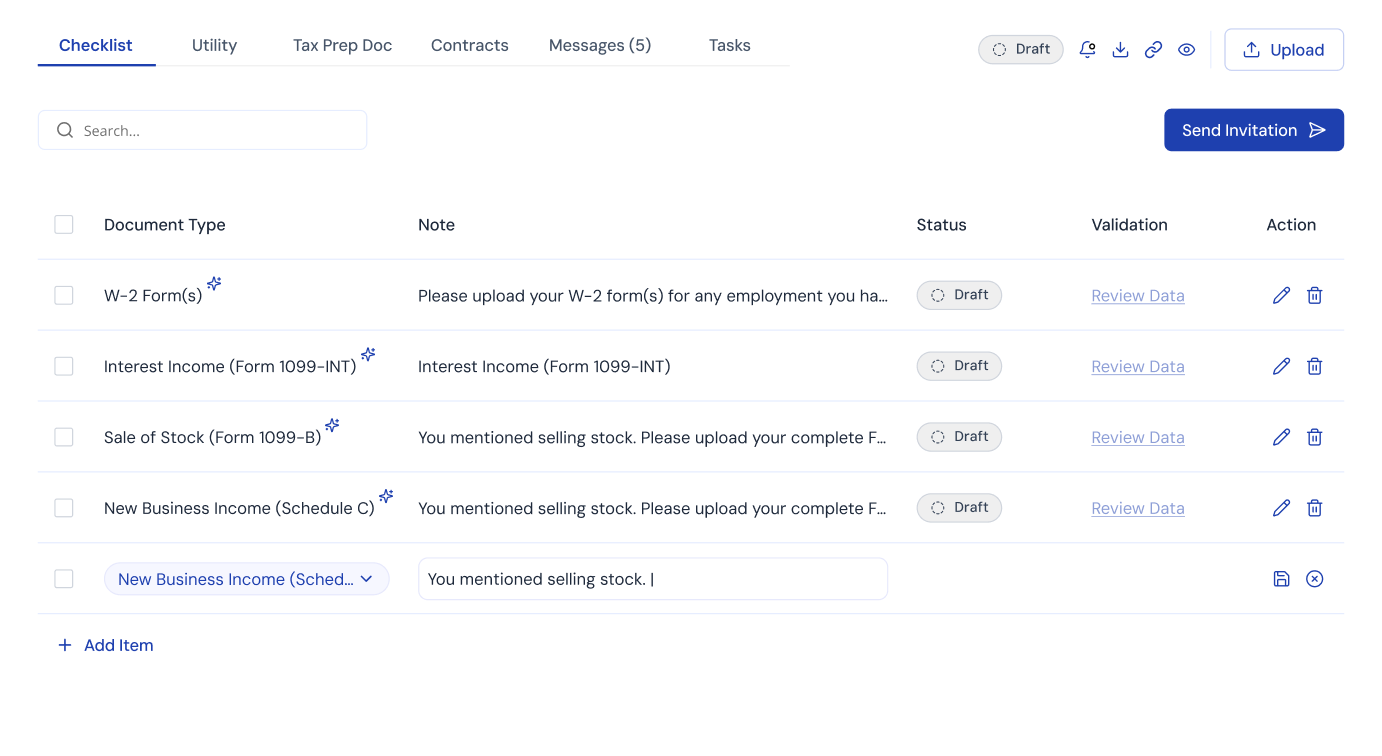 Checklist Utility Tax Prep Doc Contracts Messages (5) Tasks Draft Upload
Search... Send Invitation
Document Type Note Status Validation Action
W-2 Form(s) Please upload your W-2 form(s) for any employment you ha... Draft Review Data
Interest Income (Form 1099-INT) Interest Income (Form 1099-INT) Draft Review Data
Sale of Stock (Form 1099-B) You mentioned selling stock. Please upload your complete F... Draft Review Data
New Business Income (Schedule C) You mentioned selling stock. Please upload your complete F... Draft Review Data
New Business Income (Sched... You mentioned selling stock. |
+ Add Item